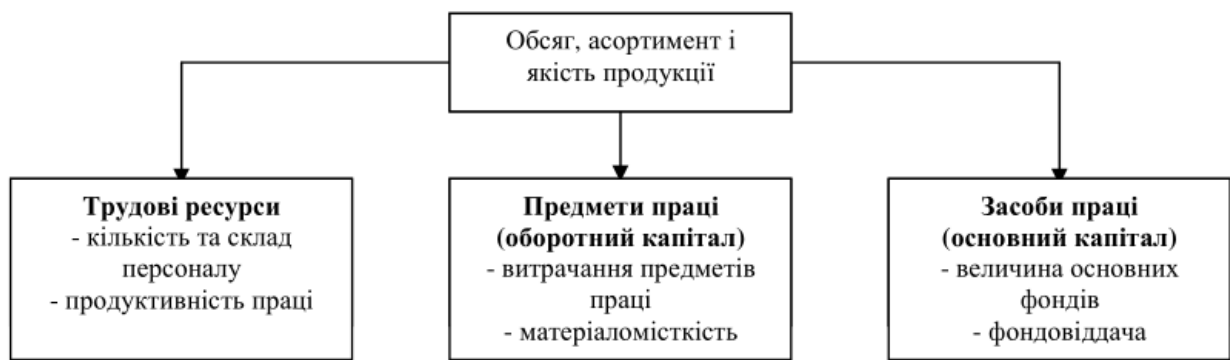 Обсяг, асортимент і
якість продукції
Трудові ресурси
- кількість та склад
персоналу
- продуктивність праці
Предмети праці
(оборотний капітал)
- витрачання предметів
праці
- матеріаломісткість
Засоби праці
(основний капітал)
- величина основних
фондів
- фондовіддача